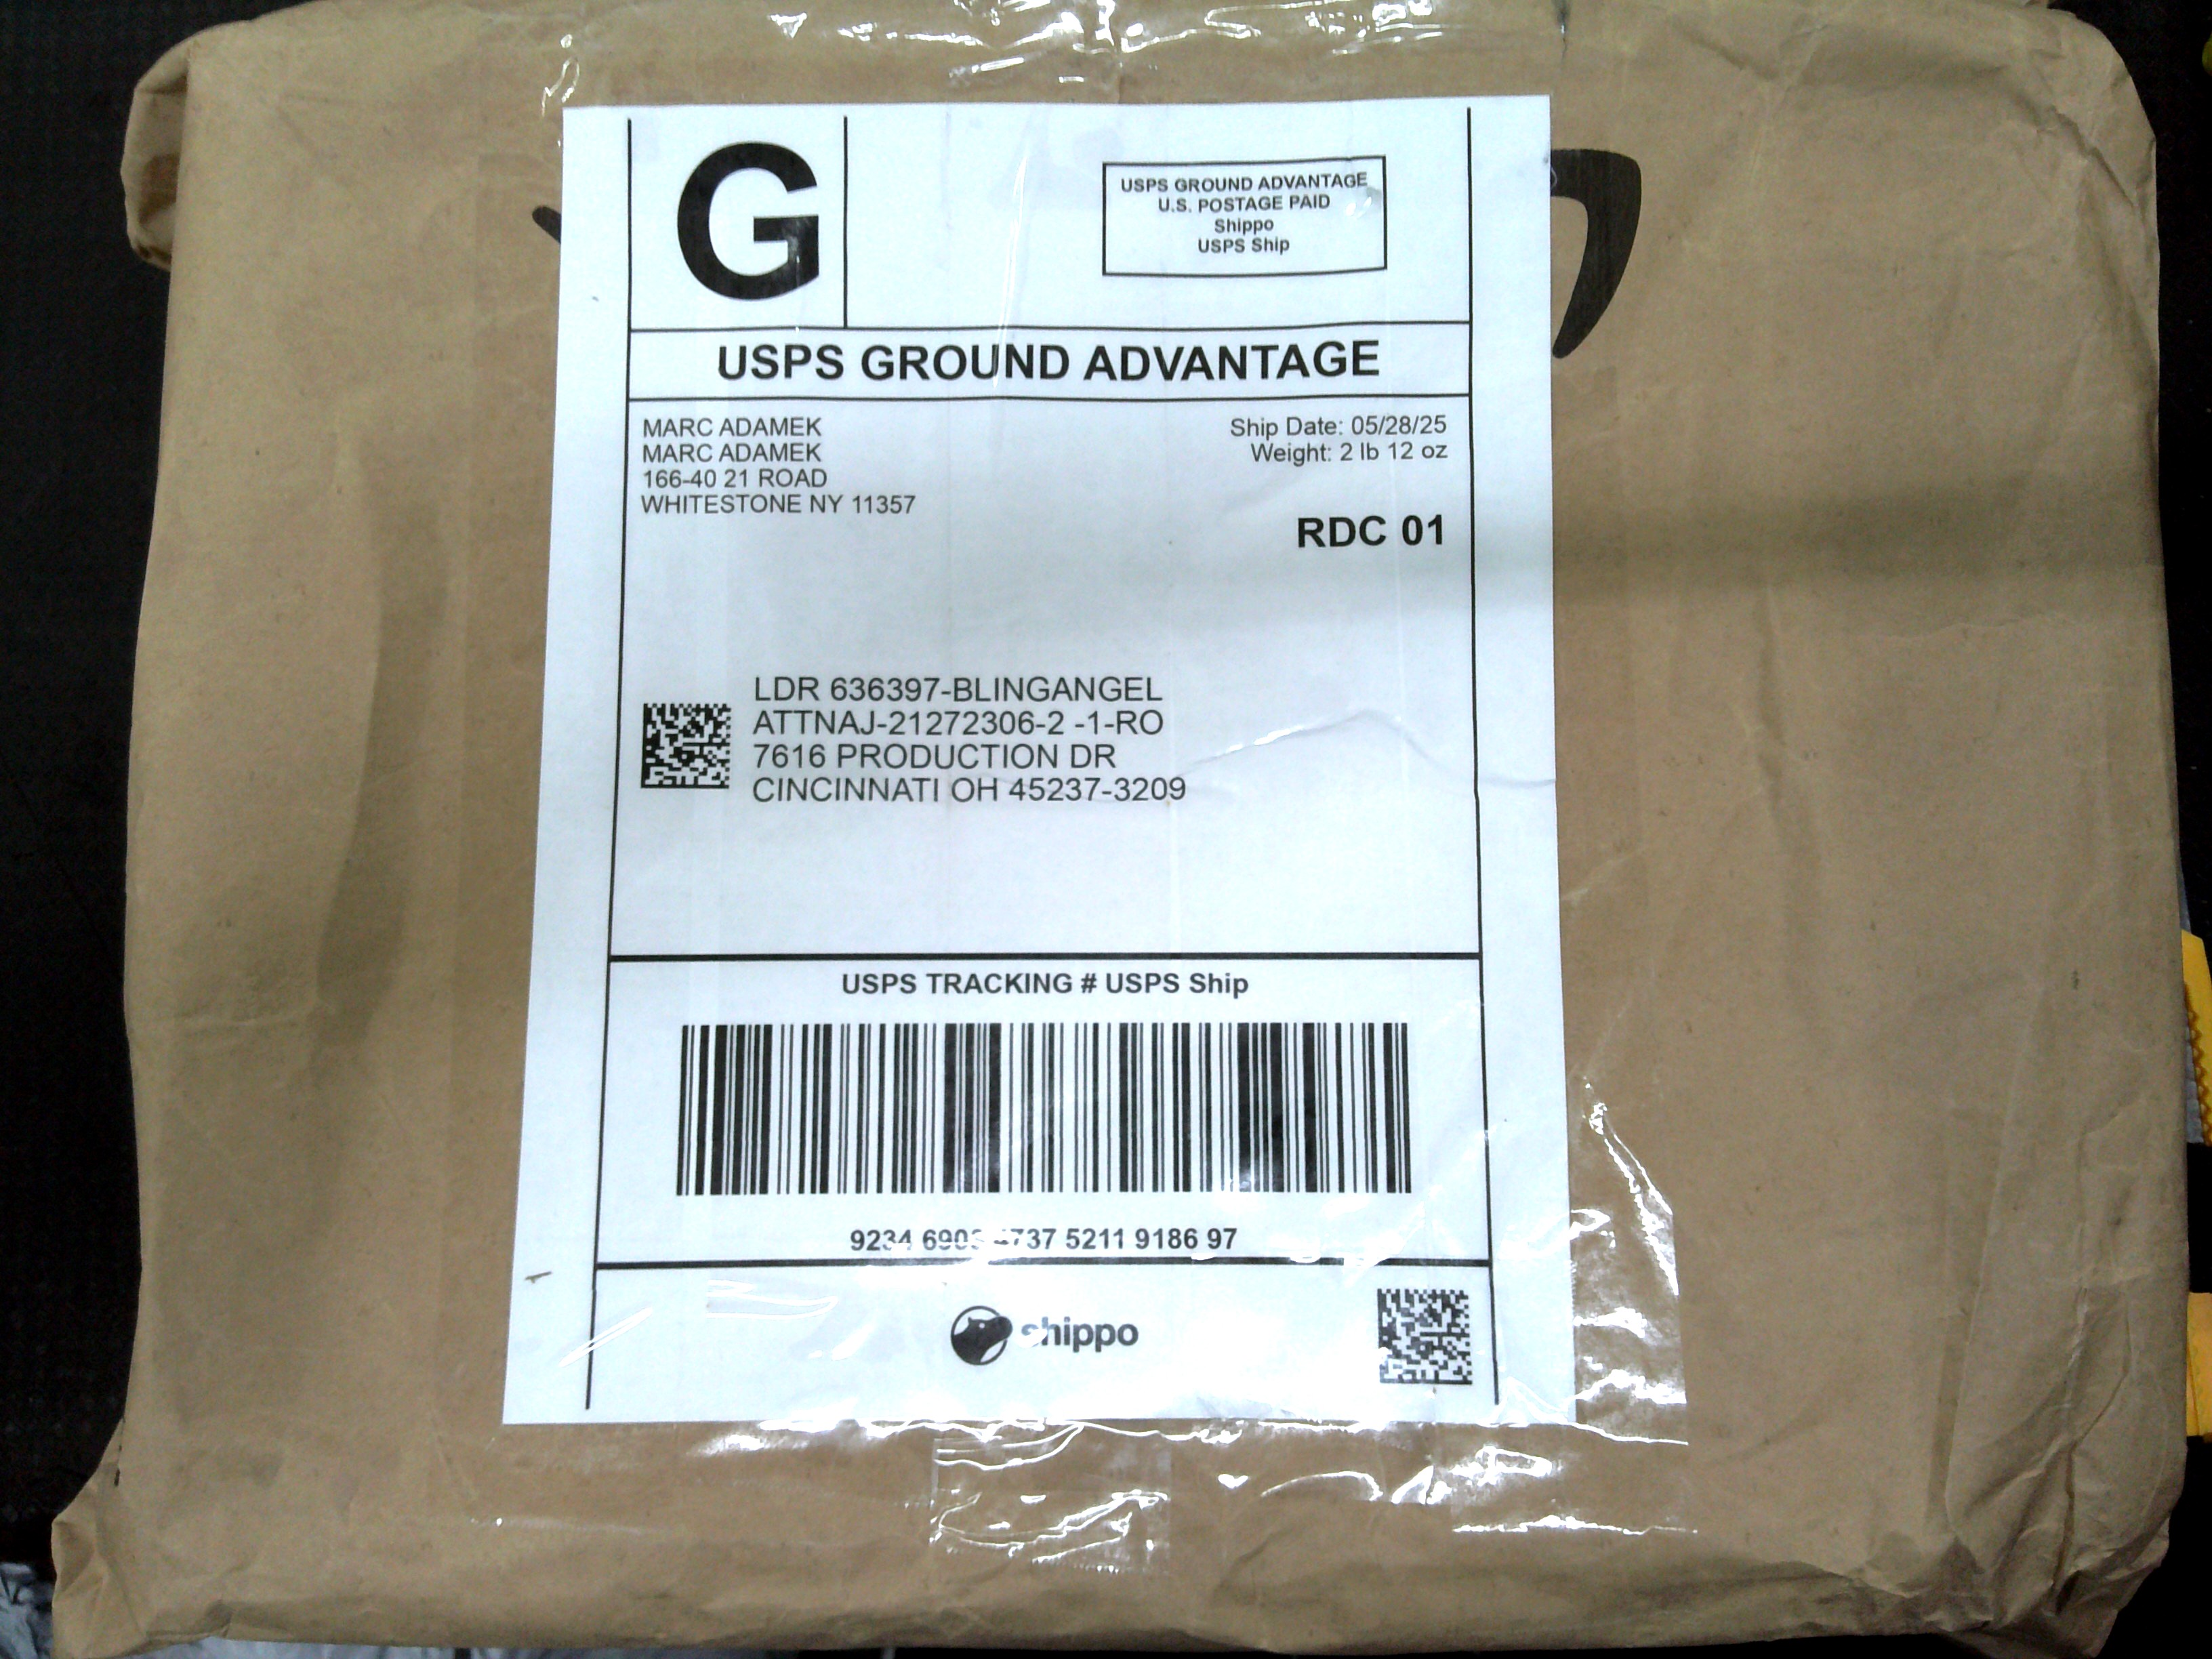 G
USPS GROUND ADVANTAGE
U.S. POSTAGE PAID
Shippo
USPS Ship
USPS GROUND ADVANTAGE
MARC ADAMEK
MARC ADAMEK
166-40 21 ROAD
WHITESTONE NY 11357
Ship Date: 05/28/25
Weight: 2 lb 12 oz
RDC 01
LDR 636397-BLINGANGEL
ATTNAJ-21272306-2 -1-RO
7616 PRODUCTION DR
CINCINNATI OH 45237-3209
USPS TRACKING # USPS Ship
9234 5211 9186 97
shippo